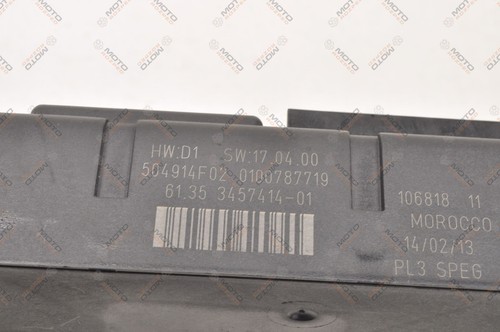 HW:D1 SW:17.04.00
504914F02 0100787719
61.35 3457414-01
106818 11
MOROCCO
14/02/13
PL3 SPEG
MOTO